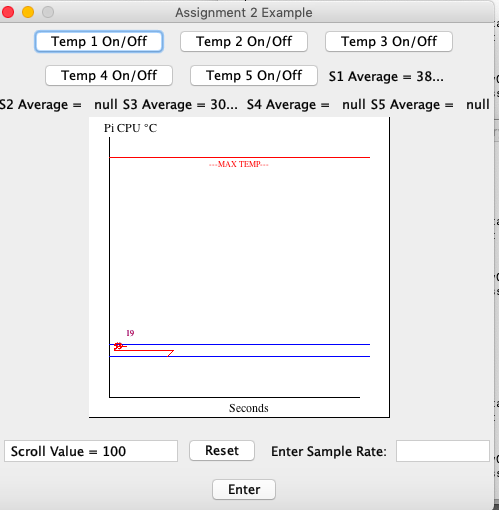 Assignment 2 Example
Temp 1 On/Off Temp 2 On/Off Temp 3 On/Off
Temp 4 On/Off Temp 5 On/Off S1 Average = 38...
S2 Average = null S3 Average = 30... S4 Average = null S5 Average = null
Pi CPU °C
---MAX TEMP---
19
Seconds
Scroll Value = 100 Reset Enter Sample Rate:
Enter